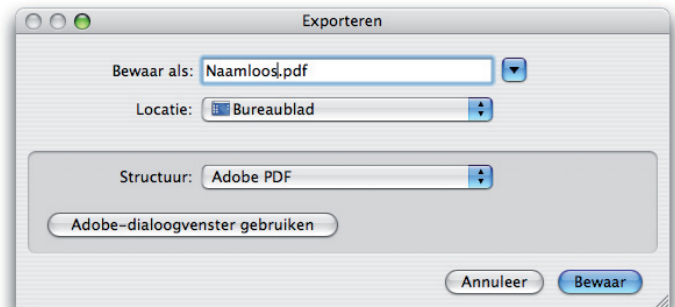 Exporteren
Bewaar als: Naamloos.pdf
Locatie: Bureaublad
Structuur: Adobe PDF
Adobe-dialoogvenster gebruiken
Annuleer Bewaar